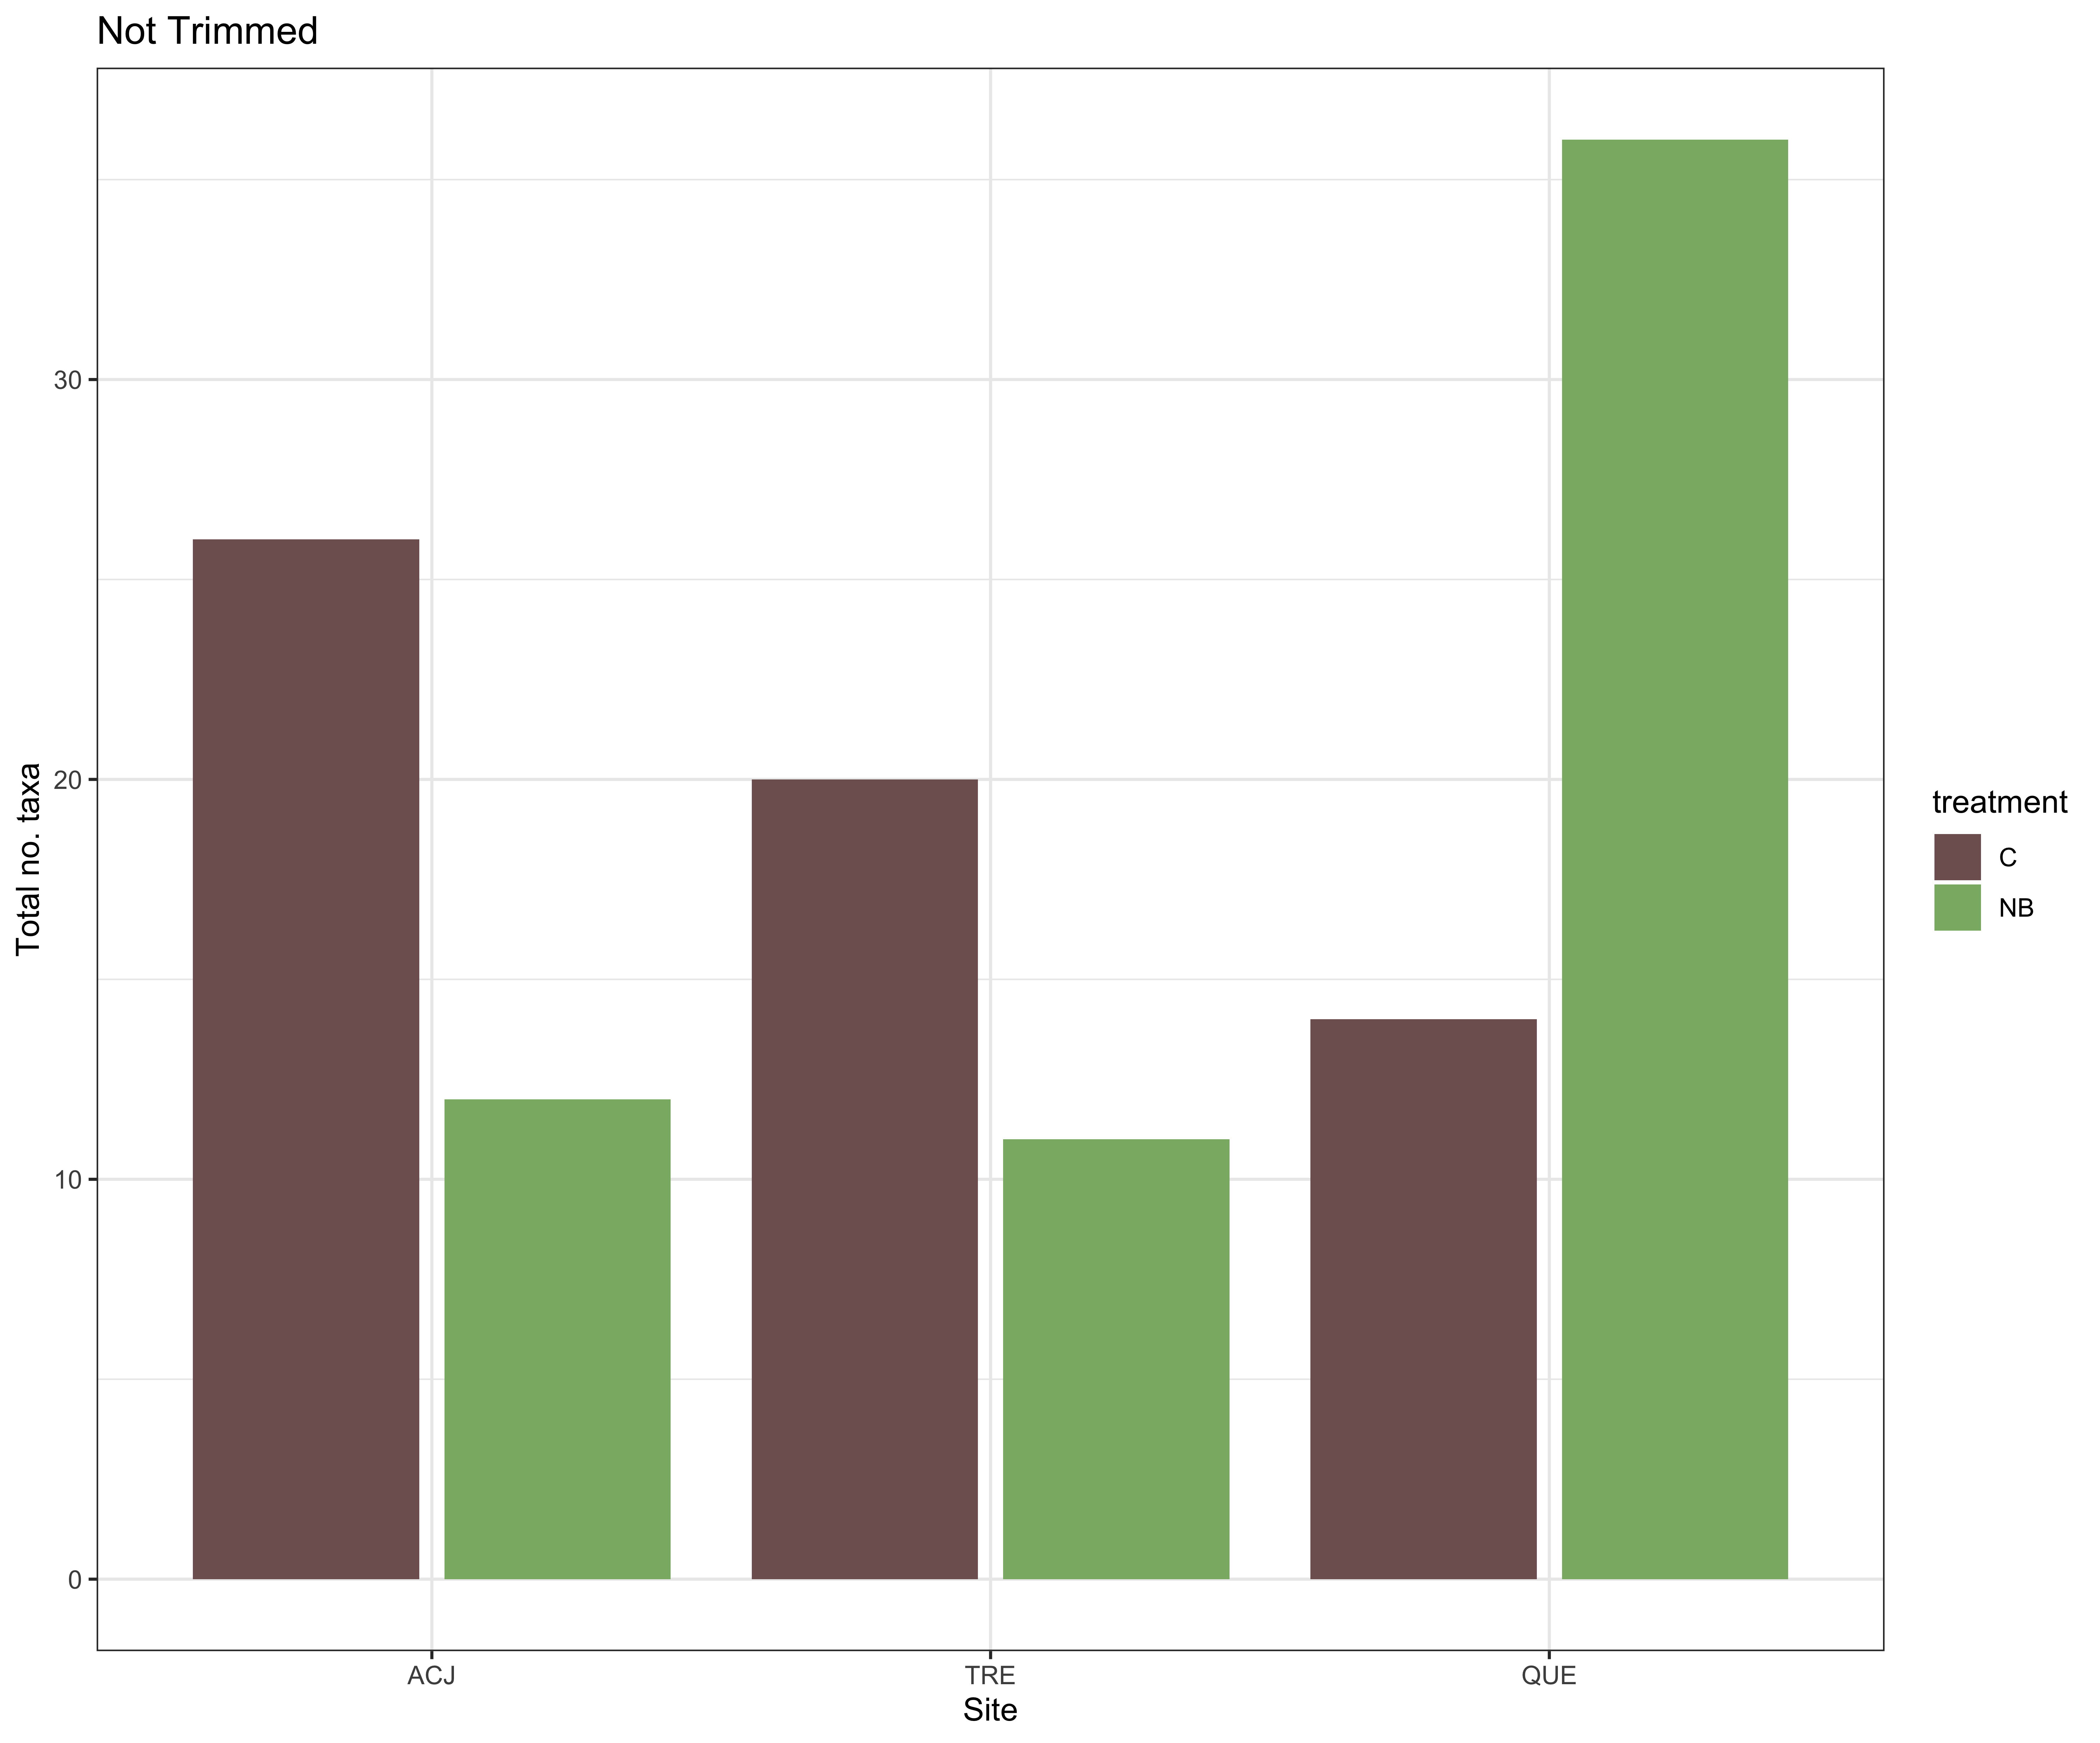 Not Trimmed
30
20
10
0
Total no. taxa
ACJ
TRE
QUE
Site
treatment
C
NB